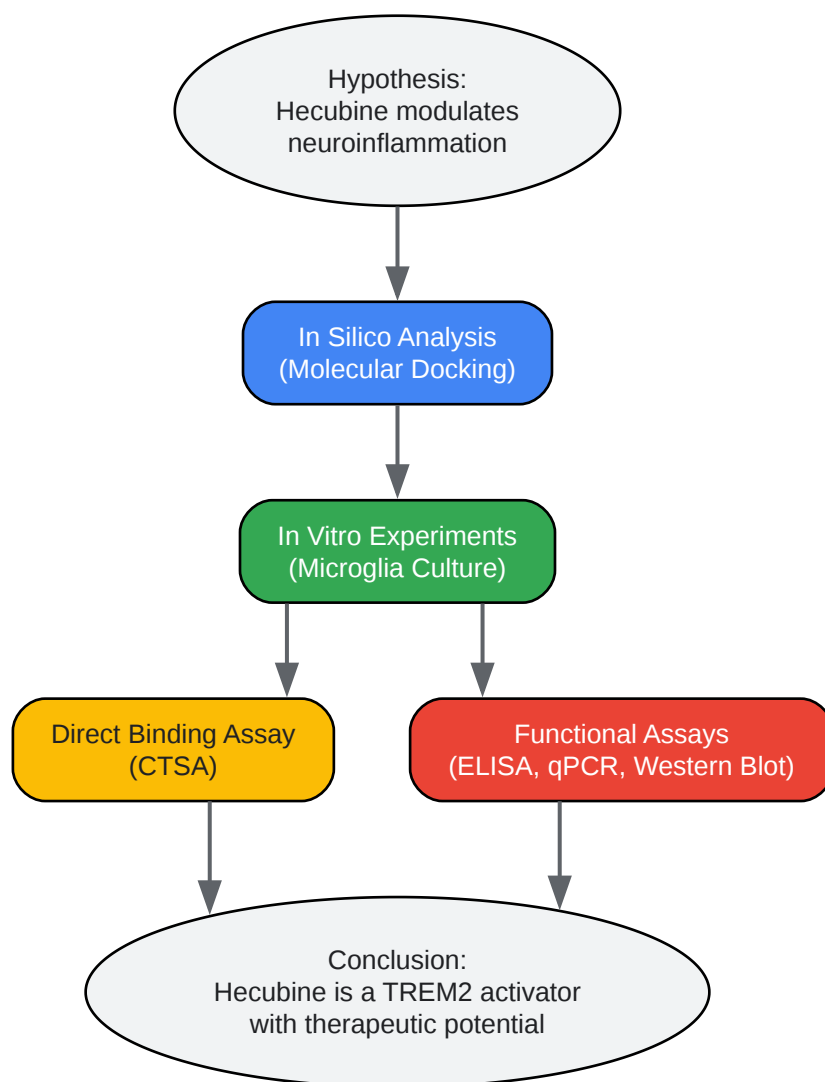 Hypothesis:
Hecubine modulates
neuroinflammation
In Silico Analysis
(Molecular Docking)
In Vitro Experiments
(Microglia Culture)
Direct Binding Assay
(CTSA)
Functional Assays
(ELISA, qPCR, Western Blot)
Conclusion:
Hecubine is a TREM2 activator
with therapeutic potential